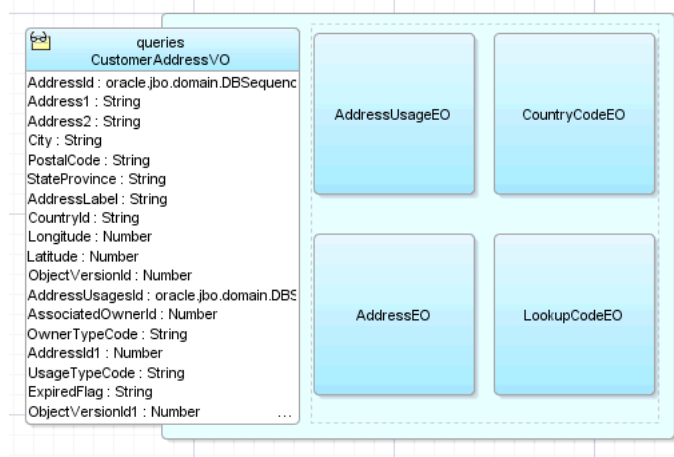 queries
CustomerAddressVO
AddressId : oracle.jbo.domain.DBSequenc
Address1 : String
Address2 : String
City : String
PostalCode : String
StateProvince : String
AddressLabel : String
CountryId : String
Longitude : Number
Latitude : Number
ObjectVersionId : Number
AddressUsagesId : oracle.jbo.domain.DBS
AssociatedOwnerId : Number
OwnerTypeCode : String
AddressId1 : Number
UsageTypeCode : String
ExpiredFlag : String
ObjectVersionId1 : Number ...
AddressUsageEO
CountryCodeEO
AddressEO
LookupCodeEO